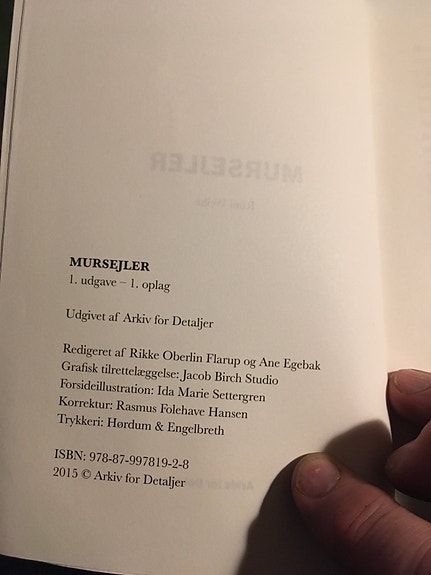 MURSEJLER
MURSEJLER
1. udgave – 1. oplag
Udgivet af Arkiv for Detaljer
Redigeret af Rikke Oberlin Flarup og Ane Egebak
Grafisk tilrettelæggelse: Jacob Birch Studio
Forsideillustration: Ida Marie Settergren
Korrektur: Rasmus Folehave Hansen
Trykkeri: Hørdum & Engelbreth
ISBN: 978-87-997819-2-8
2015 © Arkiv for Detaljer